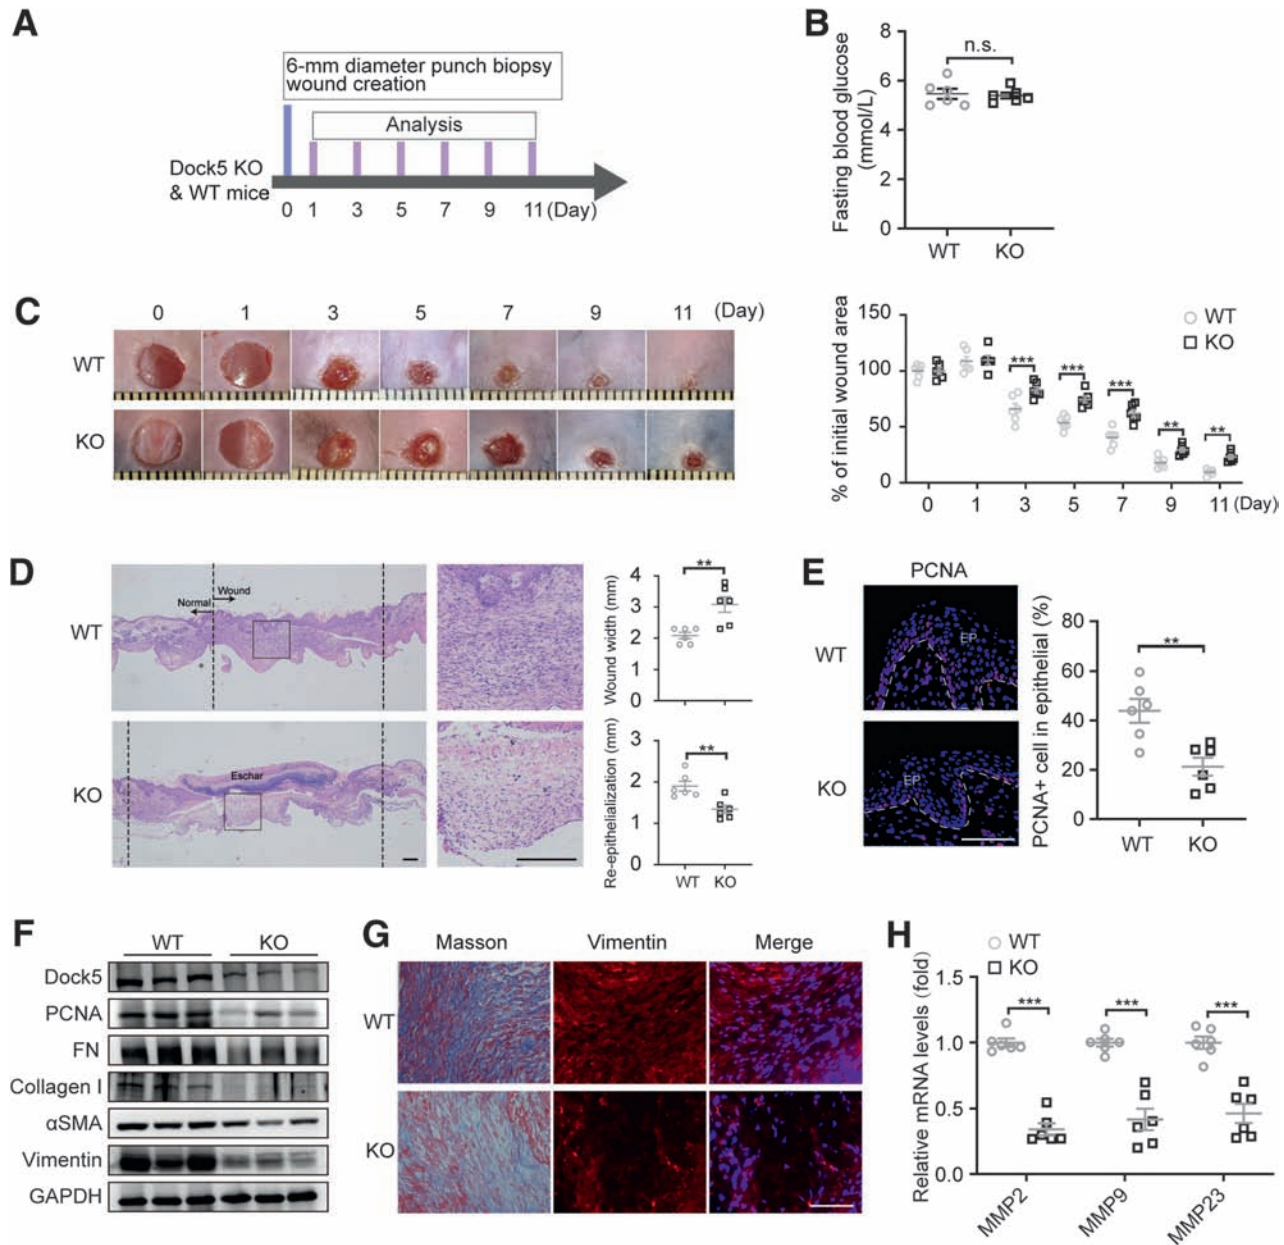 A
6-mm diameter punch biopsy
wound creation
Analysis
Dock5 KO
& WT mice
0 1 3 5 7 9 11 (Day)
B
Fasting blood glucose
(mmol/L)
8
6
4
2
0
n.s.
WT KO
C
0 1 3 5 7 9 11 (Day)
WT
KO
% of initial wound area
150
100
50
0
WT
KO
*** *** *** ** **
0 1 3 5 7 9 11 (Day)
D
WT
Normal
Wound
*
KO
Eschar
Wound width (mm)
4
3
2
1
0
**
Re-epithelialization (mm)
3
2
1
0
**
WT KO
E
PCNA
WT
EP
KO
EP
PCNA+ cell in epithelial (%)
80
60
40
20
0
**
WT KO
F
WT KO
Dock5
PCNA
FN
Collagen I
αSMA
Vimentin
GAPDH
G
Masson Vimentin Merge
WT
KO
H
WT
KO
Relative mRNA levels (fold)
1.5
1.0
0.5
0.0
*** *** ***
MMP2 MMP9 MMP23